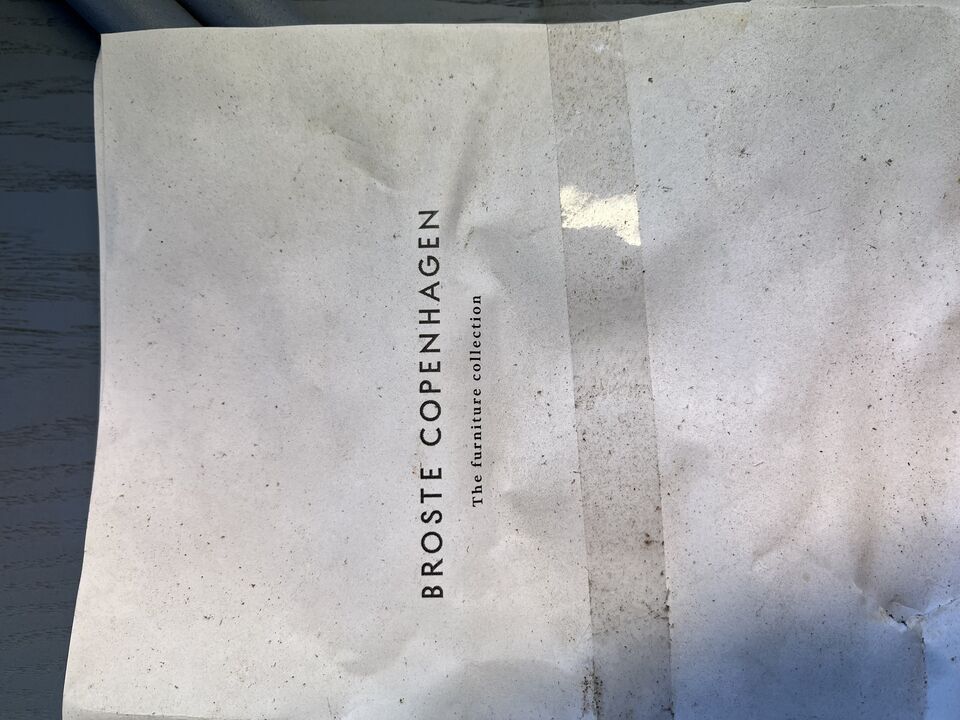 BROSTE COPENHAGEN
The furniture collection